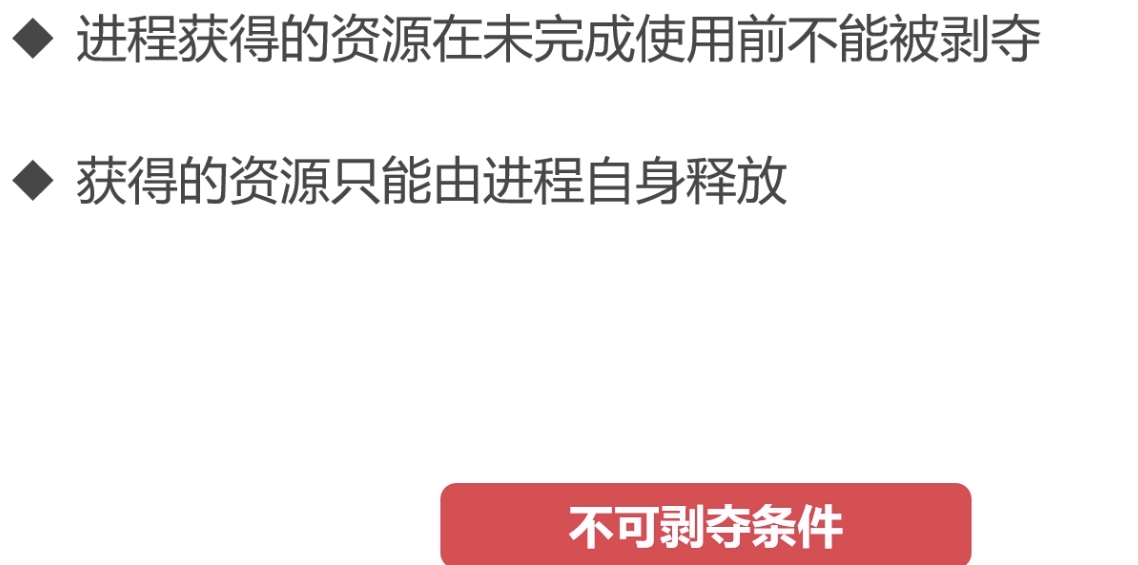 ◆ 进程获得的资源在未完成使用前不能被剥夺
◆ 获得的资源只能由进程自身释放
不可剥夺条件